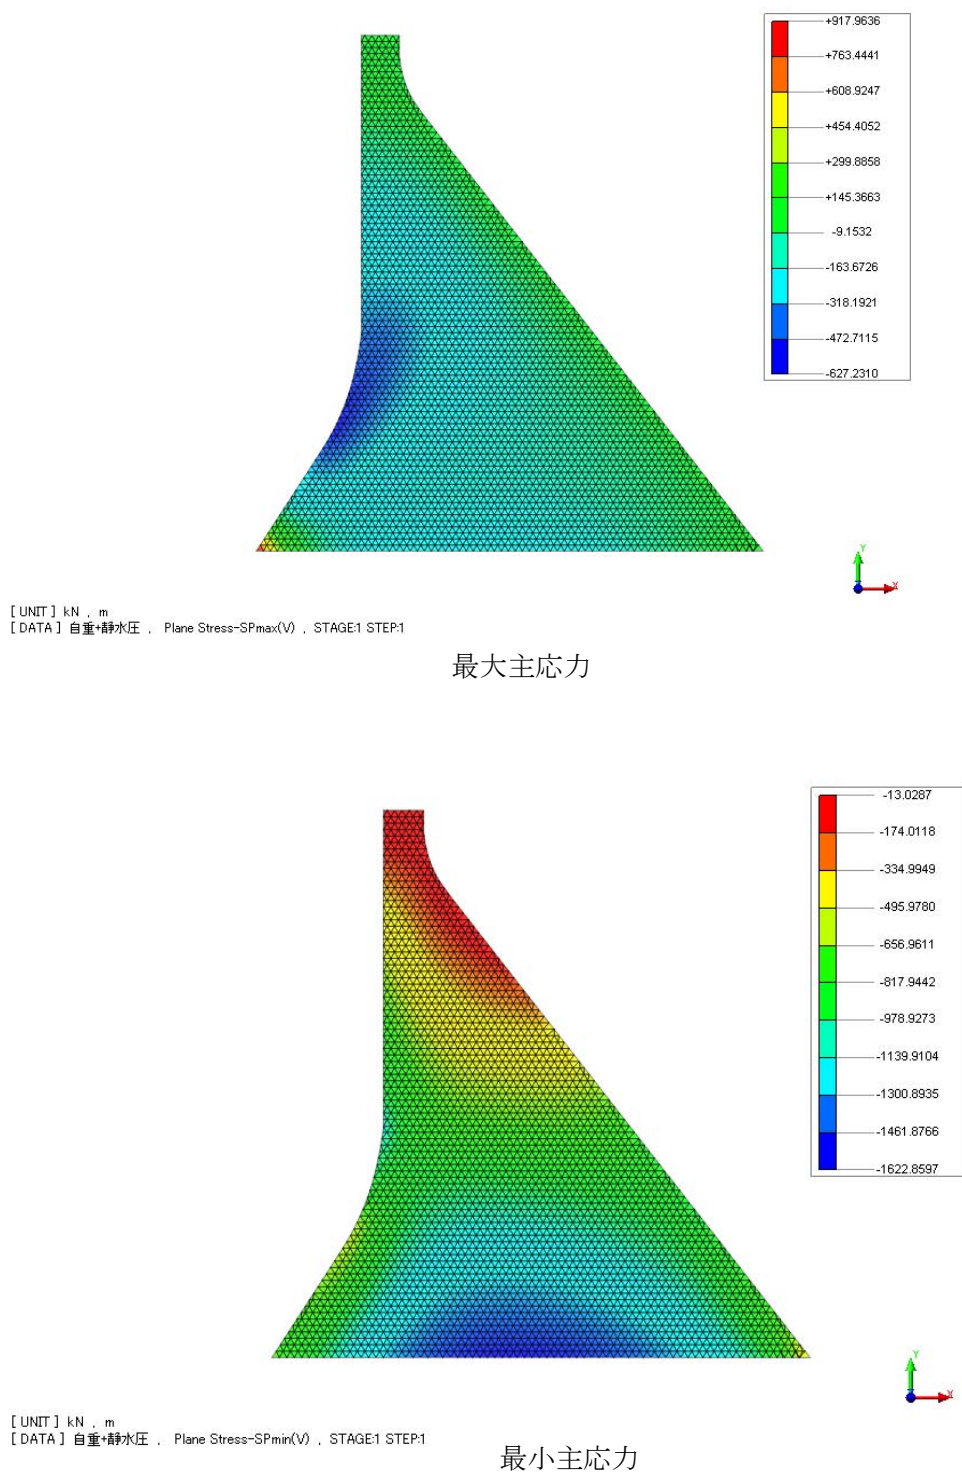 +917.9636
+763.4441
+608.9247
+454.4052
+299.8858
+145.3663
-9.1532
-163.6726
-318.1921
-472.7115
-627.2310
Y
X
[UNIT] kN , m
[DATA] 自重+静水圧 , Plane Stress-SPmax(V) , STAGE:1 STEP:1
最大主応力
-13.0287
-174.0118
-334.9949
-495.9780
-656.9611
-817.9442
-978.9273
-1139.9104
-1300.8935
-1461.8766
-1622.8597
Y
X
[UNIT] kN , m
[DATA] 自重+静水圧 , Plane Stress-SPmin(V) , STAGE:1 STEP:1
最小主応力